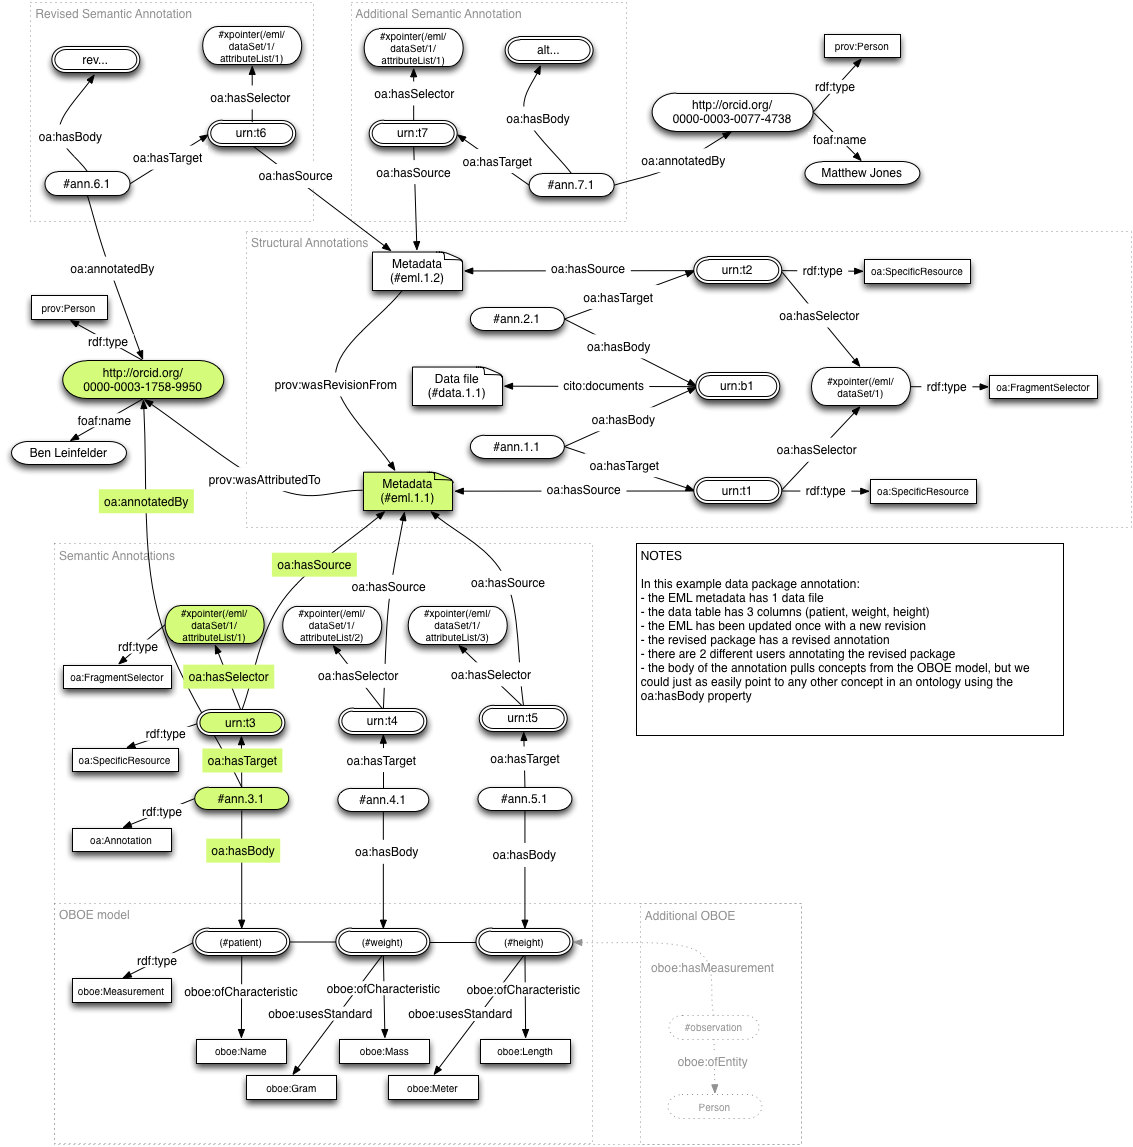 Revised Semantic Annotation
rev...
#xpointer(/eml/
dataSet/1/
attributeList/1)
oa:hasSelector
oa:hasBody
urn:t6
oa:hasTarget
#ann.6.1
oa:hasSource
Additional Semantic Annotation
#xpointer(/eml/
dataSet/1/
attributeList/1)
alt...
oa:hasSelector
oa:hasBody
urn:t7
oa:hasTarget
oa:hasSource
#ann.7.1
oa:annotatedBy
prov:Person
rdf:type
http://orcid.org/
0000-0003-0077-4738
foaf:name
Matthew Jones
oa:annotatedBy
prov:Person
rdf:type
http://orcid.org/
0000-0003-1758-9950
foaf:name
Ben Leinfelder
oa:annotatedBy
prov:wasAttributedTo
Structural Annotations
Metadata
(#eml.1.2)
oa:hasSource
urn:t2
rdf:type
oa:SpecificResource
oa:hasTarget
#ann.2.1
oa:hasSelector
oa:hasBody
prov:wasRevisionFrom
Data file
(#data.1.1)
cito:documents
urn:b1
#xpointer(/eml/
dataSet/1)
rdf:type
oa:FragmentSelector
oa:hasBody
#ann.1.1
oa:hasSelector
oa:hasTarget
Metadata
(#eml.1.1)
oa:hasSource
urn:t1
rdf:type
oa:SpecificResource
Semantic Annotations
oa:hasSource
oa:hasSource
oa:hasSource
#xpointer(/eml/
dataSet/1/
attributeList/1)
#xpointer(/eml/
dataSet/1/
attributeList/2)
#xpointer(/eml/
dataSet/1/
attributeList/3)
rdf:type
oa:FragmentSelector
oa:hasSelector
oa:hasSelector
oa:hasSelector
urn:t3
urn:t4
urn:t5
rdf:type
oa:SpecificResource
oa:hasTarget
oa:hasTarget
oa:hasTarget
#ann.3.1
#ann.4.1
#ann.5.1
rdf:type
oa:Annotation
oa:hasBody
oa:hasBody
oa:hasBody
NOTES
In this example data package annotation:
- the EML metadata has 1 data file
- the data table has 3 columns (patient, weight, height)
- the EML has been updated once with a new revision
- the revised package has a revised annotation
- there are 2 different users annotating the revised package
- the body of the annotation pulls concepts from the OBOE model, but we
could just as easily point to any other concept in an ontology using the
oa:hasBody property
OBOE model
(#patient)
(#weight)
(#height)
rdf:type
oboe:Measurement
oboe:ofCharacteristic
oboe:ofCharacteristic
oboe:ofCharacteristic
oboe:usesStandard
oboe:usesStandard
oboe:Name
oboe:Mass
oboe:Length
oboe:Gram
oboe:Meter
Additional OBOE
oboe:hasMeasurement
#observation
oboe:ofEntity
Person